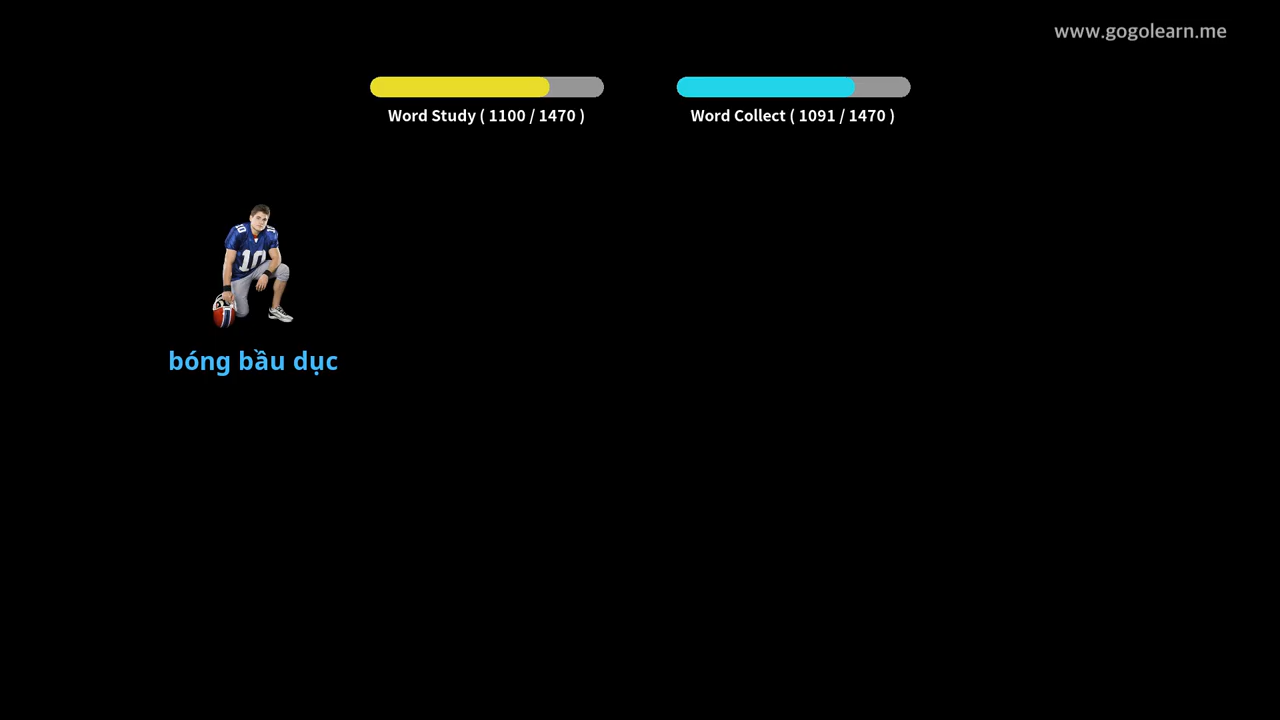 www.gogolearn.me
Word Study ( 1100 / 1470 )
Word Collect ( 1091 / 1470 )
10
bóng bầu dục